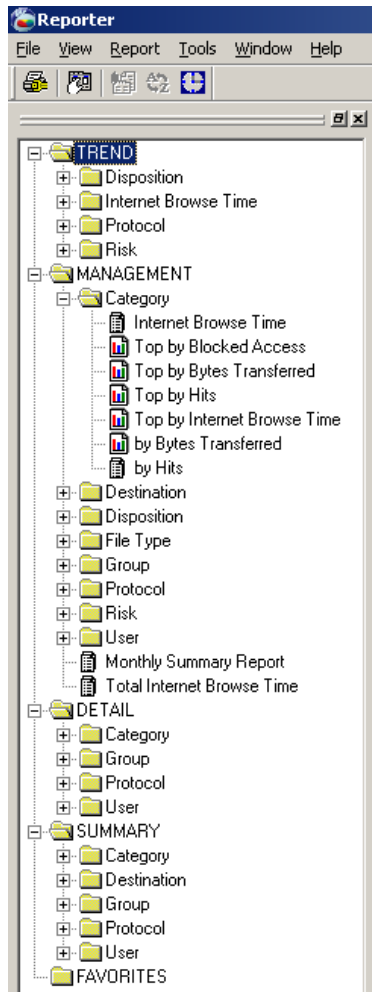 Reporter
File View Report Tools Window Help
TREND
Disposition
Internet Browse Time
Protocol
Risk
MANAGEMENT
Category
Internet Browse Time
Top by Blocked Access
Top by Bytes Transferred
Top by Hits
Top by Internet Browse Time
by Bytes Transferred
by Hits
Destination
Disposition
File Type
Group
Protocol
Risk
User
Monthly Summary Report
Total Internet Browse Time
DETAIL
Category
Group
Protocol
User
SUMMARY
Category
Destination
Group
Protocol
User
FAVORITES